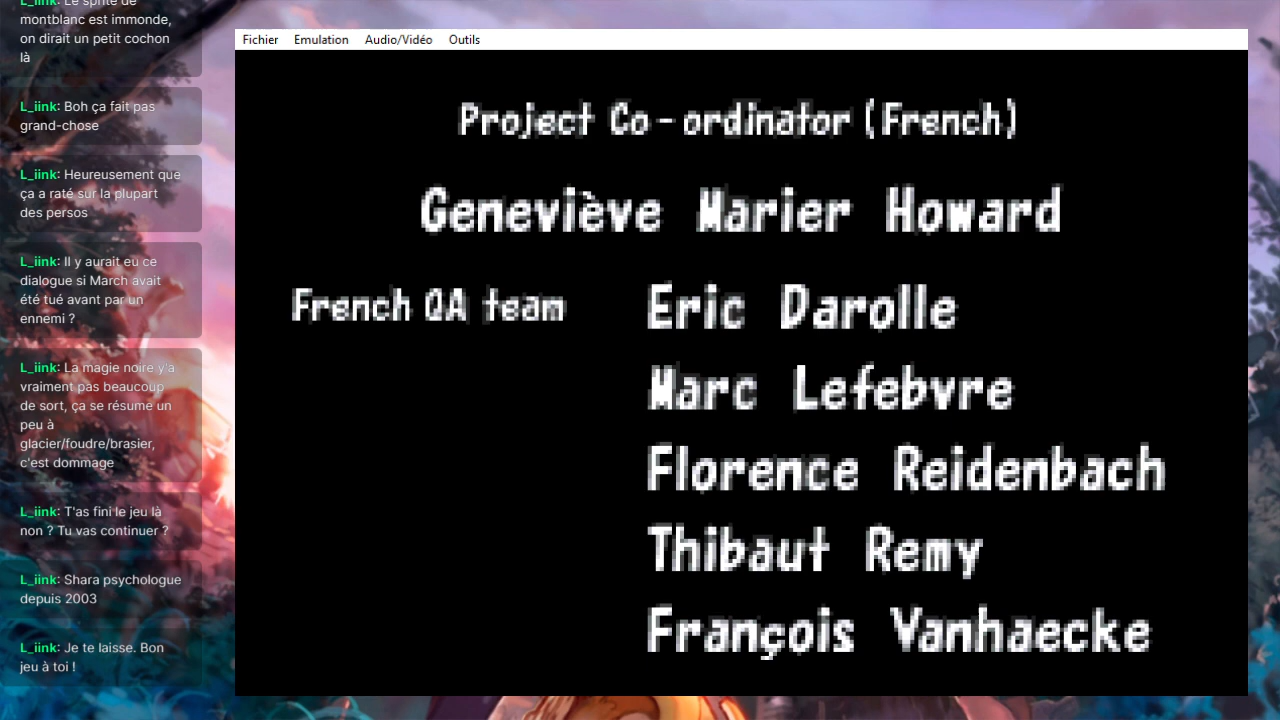 L_iink: Le sprite de
montblanc est immonde,
on dirait un petit cochon
là
L_iink: Boh ça fait pas
grand-chose
L_iink: Heureusement que
ça a raté sur la plupart
des persos
L_iink: Il y aurait eu ce
dialogue si March avait
été tué avant par un
ennemi ?
L_iink: La magie noire y'a
vraiment pas beaucoup
de sort, ça se résume un
peu à
glacier/foudre/brasier,
c'est dommage
L_iink: T'as fini le jeu là
non ? Tu vas continuer ?
L_iink: Shara psychologue
depuis 2003
L_iink: Je te laisse. Bon
jeu à toi !
Fichier Emulation Audio/Vidéo Outils
Project Co-ordinator (French)
Geneviève Marier Howard
French QA team Eric Darolle
Marc Lefebvre
Florence Reidenbach
Thibaut Remy
François Vanhaecke